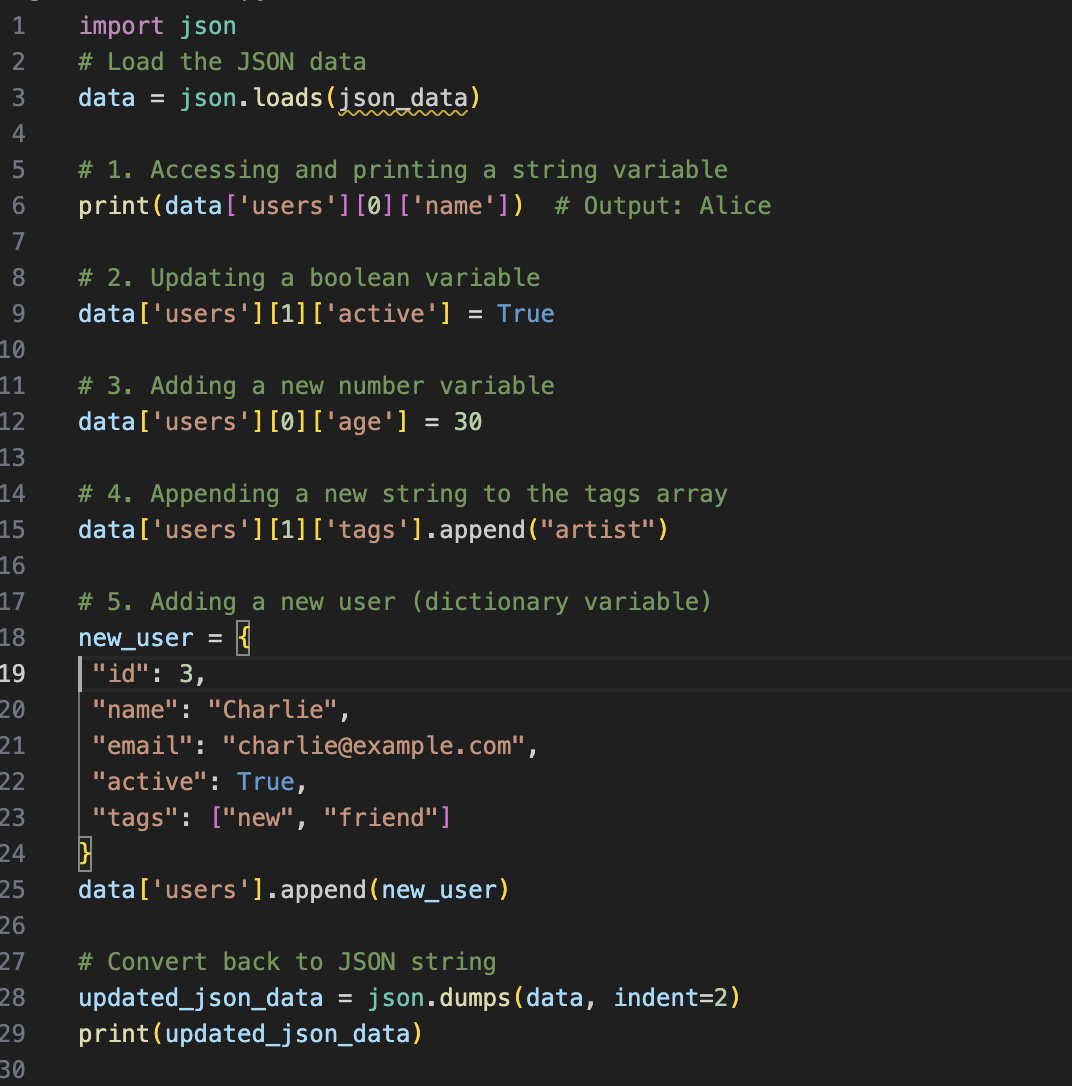 1 import json
2 # Load the JSON data
3 data = json.loads(json_data)
4
5 # 1. Accessing and printing a string variable
6 print(data['users'][0]['name'])  # Output: Alice
7
8 # 2. Updating a boolean variable
9 data['users'][1]['active'] = True
10
11 # 3. Adding a new number variable
12 data['users'][0]['age'] = 30
13
14 # 4. Appending a new string to the tags array
15 data['users'][1]['tags'].append("artist")
16
17 # 5. Adding a new user (dictionary variable)
18 new_user = {
19  "id": 3,
20  "name": "Charlie",
21  "email": "charlie@example.com",
22  "active": True,
23  "tags": ["new", "friend"]
24 }
25 data['users'].append(new_user)
26
27 # Convert back to JSON string
28 updated_json_data = json.dumps(data, indent=2)
29 print(updated_json_data)
30